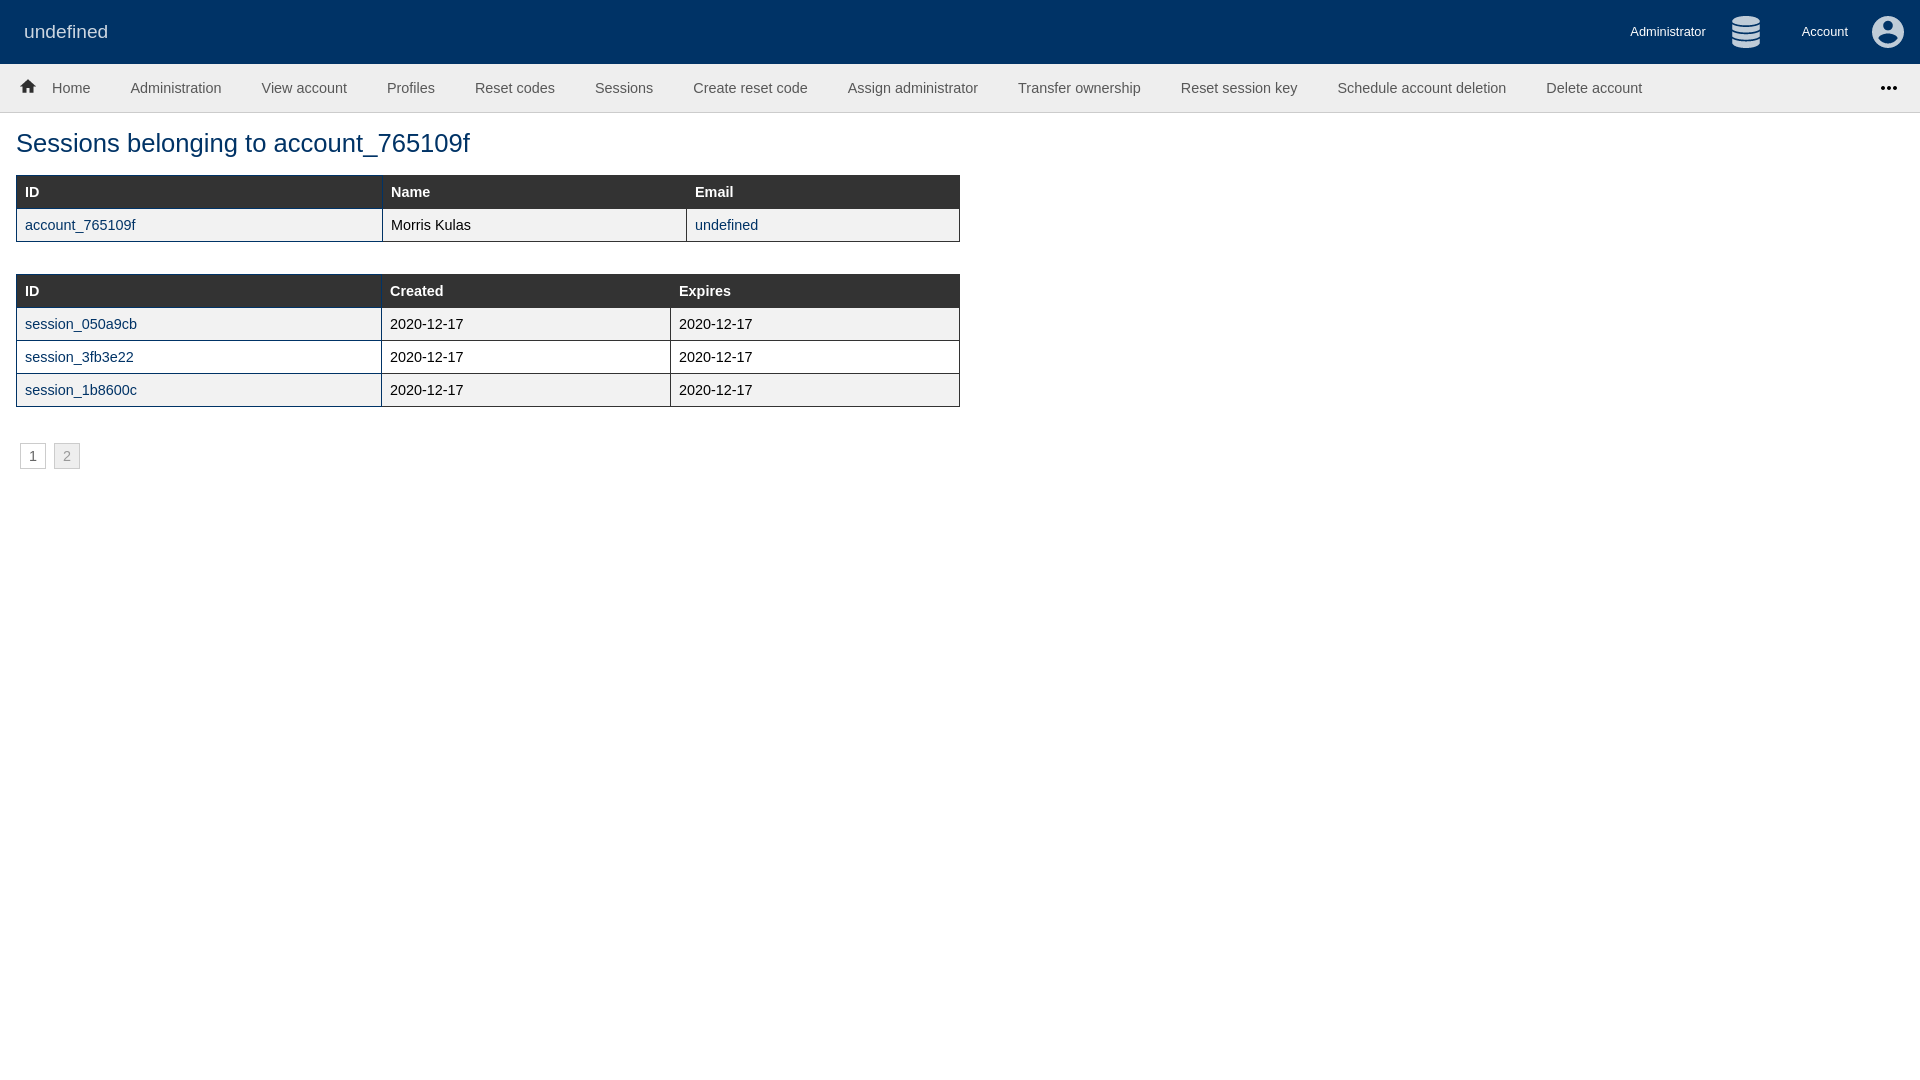 undefined
Administrator
Account
Home Administration View account Profiles Reset codes Sessions Create reset code Assign administrator Transfer ownership Reset session key Schedule account deletion Delete account
Sessions belonging to account_765109f
ID Name Email
account_765109f Morris Kulas undefined
ID Created Expires
session_050a9cb 2020-12-17 2020-12-17
session_3fb3e22 2020-12-17 2020-12-17
session_1b8600c 2020-12-17 2020-12-17
1 2